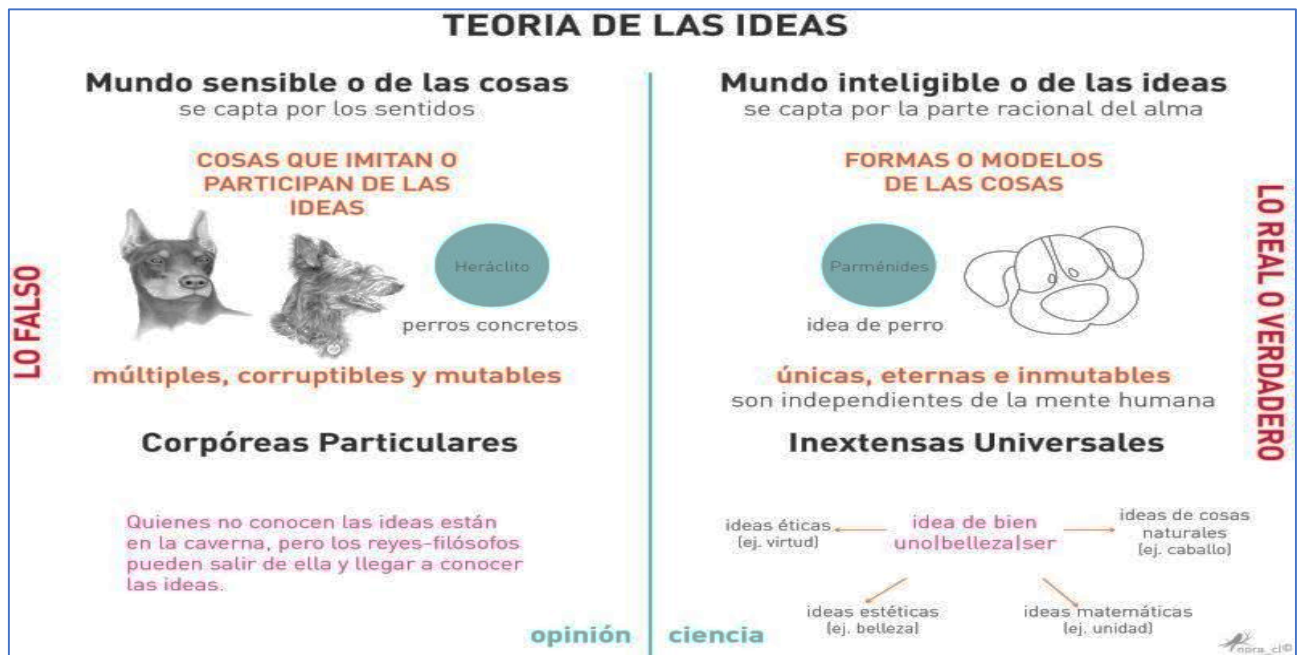 TEORIA DE LAS IDEAS
Mundo sensible o de las cosas
se capta por los sentidos
COSAS QUE IMITAN O
PARTICIPAN DE LAS
IDEAS
Heráclito
perros concretos
LO FALSO
múltiples, corruptibles y mutables
Corpóreas Particulares
Quienes no conocen las ideas están
en la caverna, pero los reyes-filósofos
pueden salir de ella y llegar a conocer
las ideas.
opinión
Mundo inteligible o de las ideas
se capta por la parte racional del alma
FORMAS O MODELOS
DE LAS COSAS
Parménides
idea de perro
LO REAL O VERDADERO
únicas, eternas e inmutables
son independientes de la mente humana
Inextensas Universales
ideas éticas
[ej. virtud]
idea de bien
uno|belleza|ser
ideas de cosas
naturales
[ej. caballo]
ideas estéticas
[ej. belleza]
ideas matemáticas
[ej. unidad]
ciencia
nora_cl©